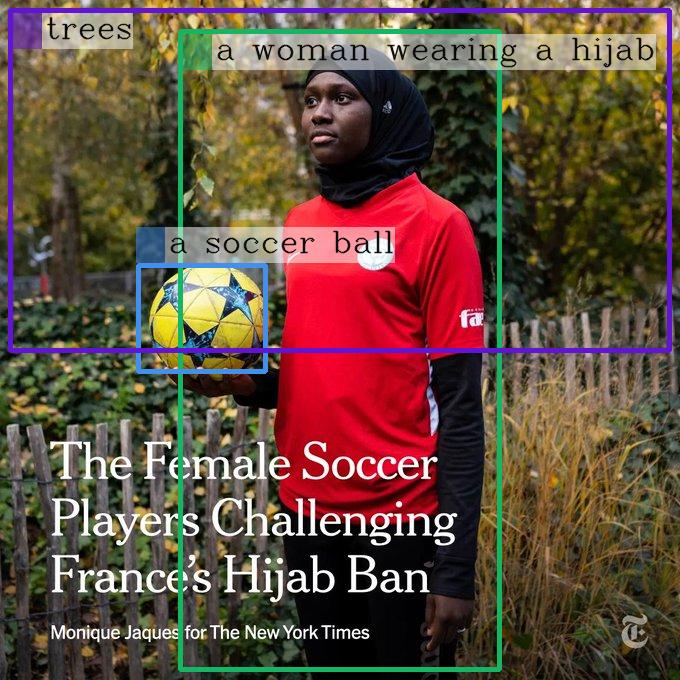 trees
a woman wearing a hijab
a soccer ball
fae
The Female Soccer
Players Challenging
France's Hijab Ban
Monique Jaques for The New York Times
T